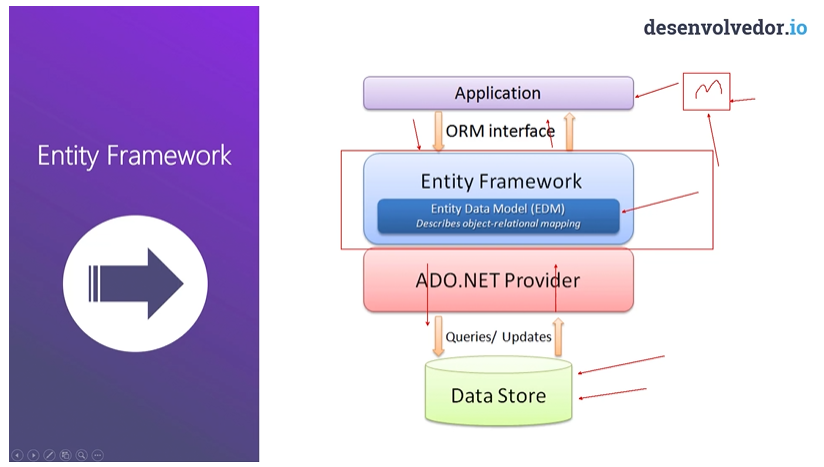 desenvolvedor.io
Entity Framework
Application
M
ORM interface
Entity Framework
Entity Data Model (EDM)
Describes object-relational mapping
ADO.NET Provider
Queries/ Updates
Data Store